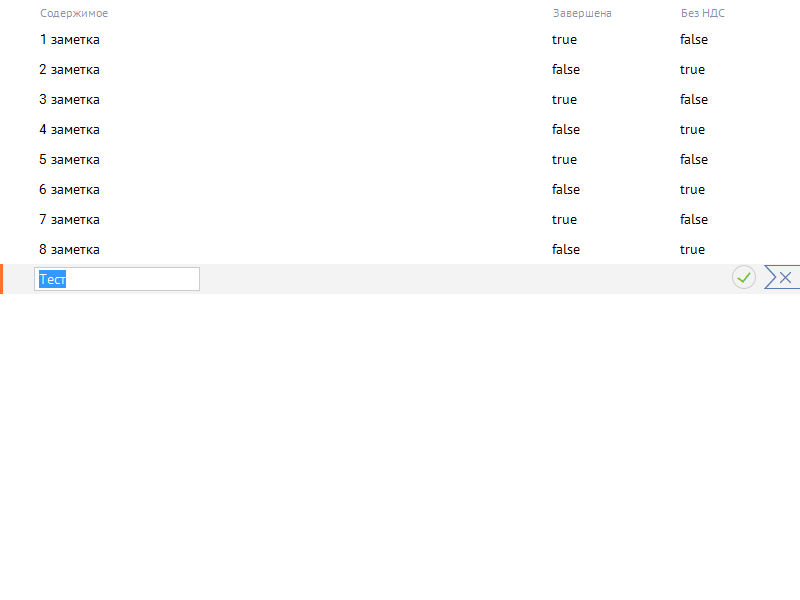 Содержимое Завершена Без НДС
1 заметка true false
2 заметка false true
3 заметка true false
4 заметка false true
5 заметка true false
6 заметка false true
7 заметка true false
8 заметка false true
Тест